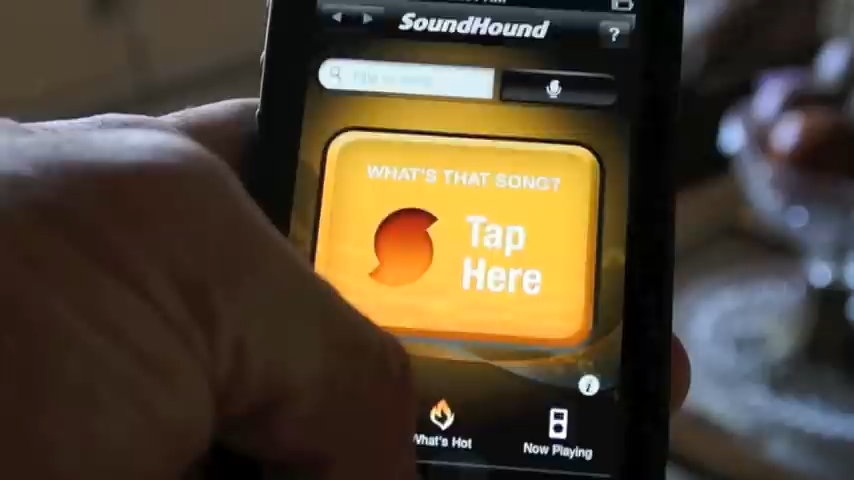 SoundHound
?
WHAT'S THAT SONG?
Tap
Here
i
What's Hot
Now Playing